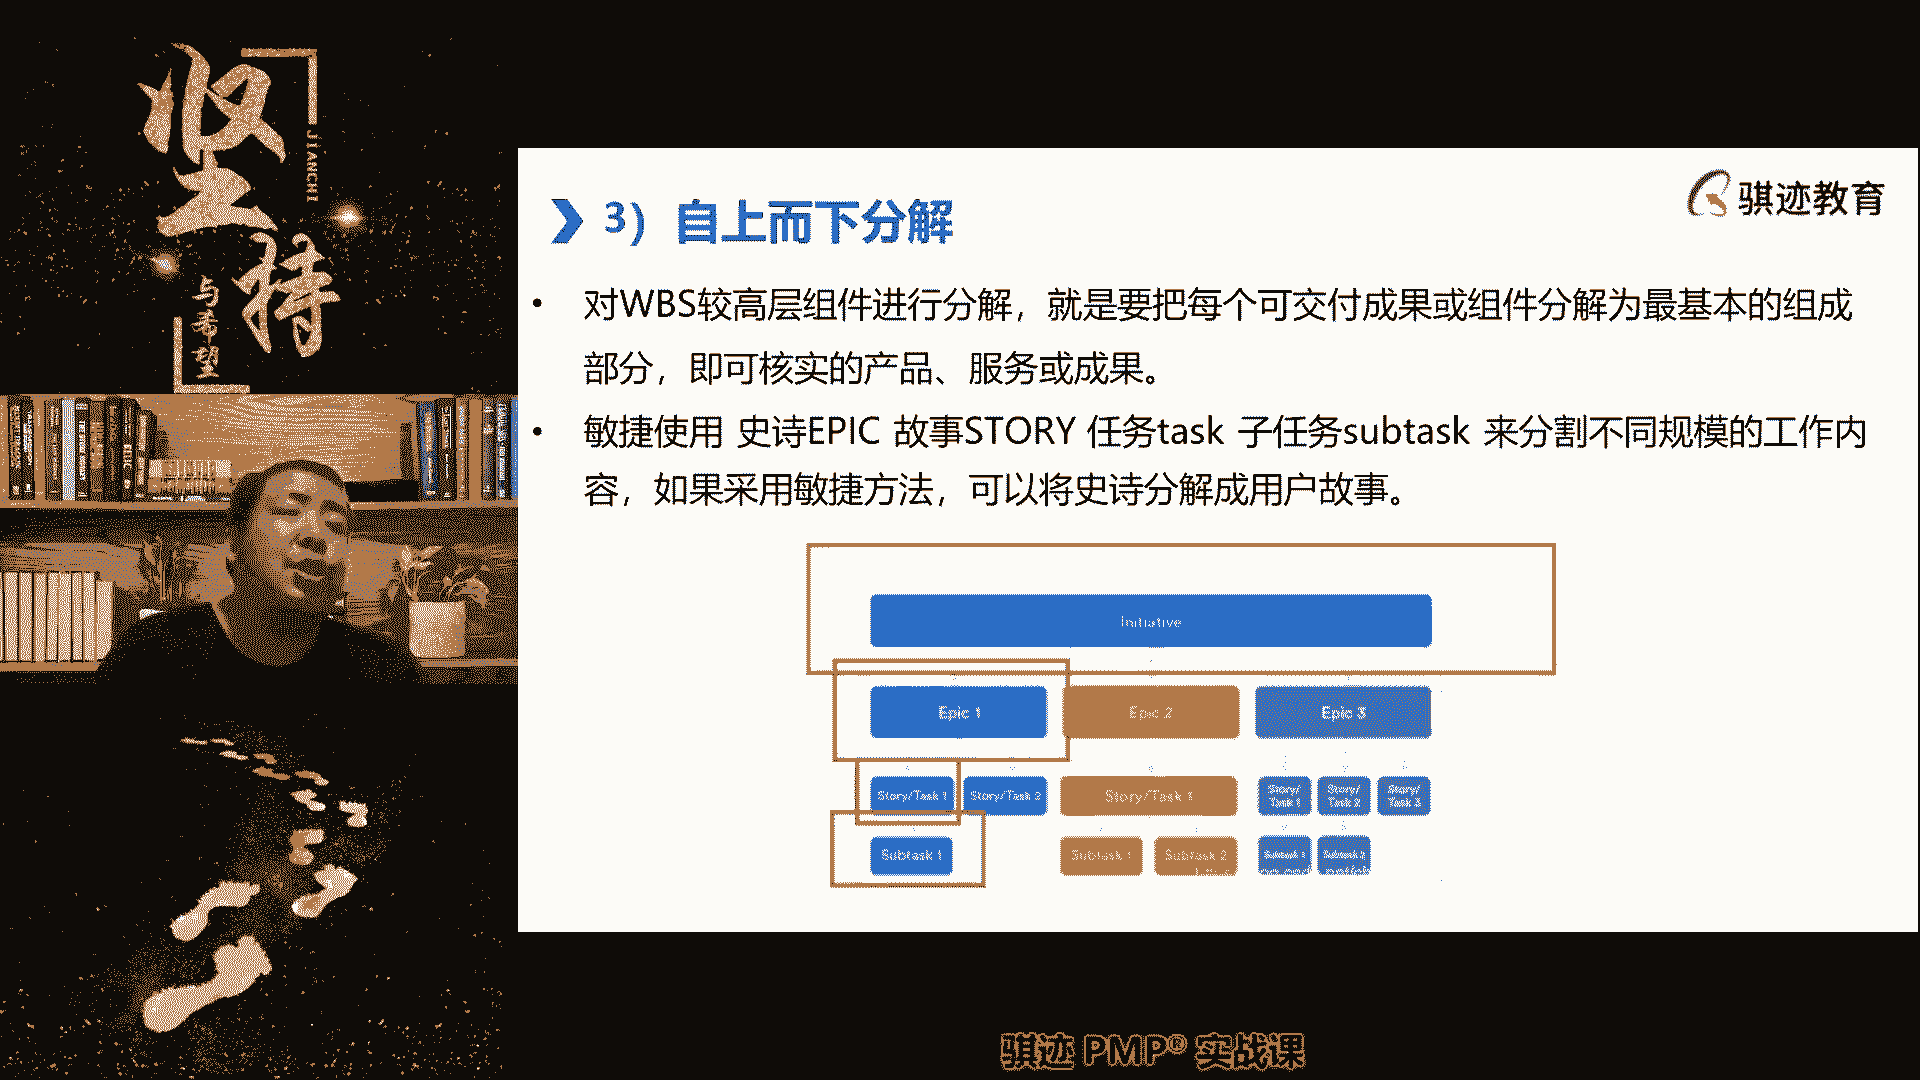 坚持
JIANCHI
与希望
骐迹教育
3）自上而下分解
• 对WBS较高层组件进行分解，就是要把每个可交付成果或组件分解为最基本的组成
部分，即可核实的产品、服务或成果。
• 敏捷使用 史诗EPIC 故事STORY 任务task 子任务subtask 来分割不同规模的工作内
容，如果采用敏捷方法，可以将史诗分解成用户故事。
Initiative
Epic 1
Epic 2
Epic 3
Story/Task 1
Story/Task 2
Story/Task 1
Story/
Task 1
Story/
Task 2
Story/
Task 3
Subtask 1
Subtask 1
Subtask 2
Subtask 1
Subtask 2
骐迹 PMP® 实战课